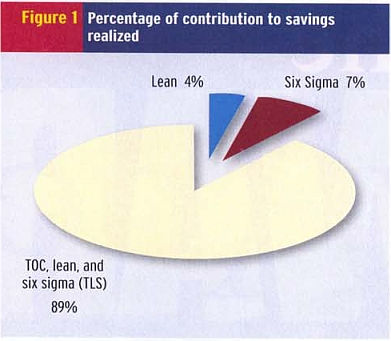 Figure 1 Percentage of contribution to savings
realized
Lean 4%
Six Sigma 7%
TOC, lean, and
six sigma (TLS)
89%